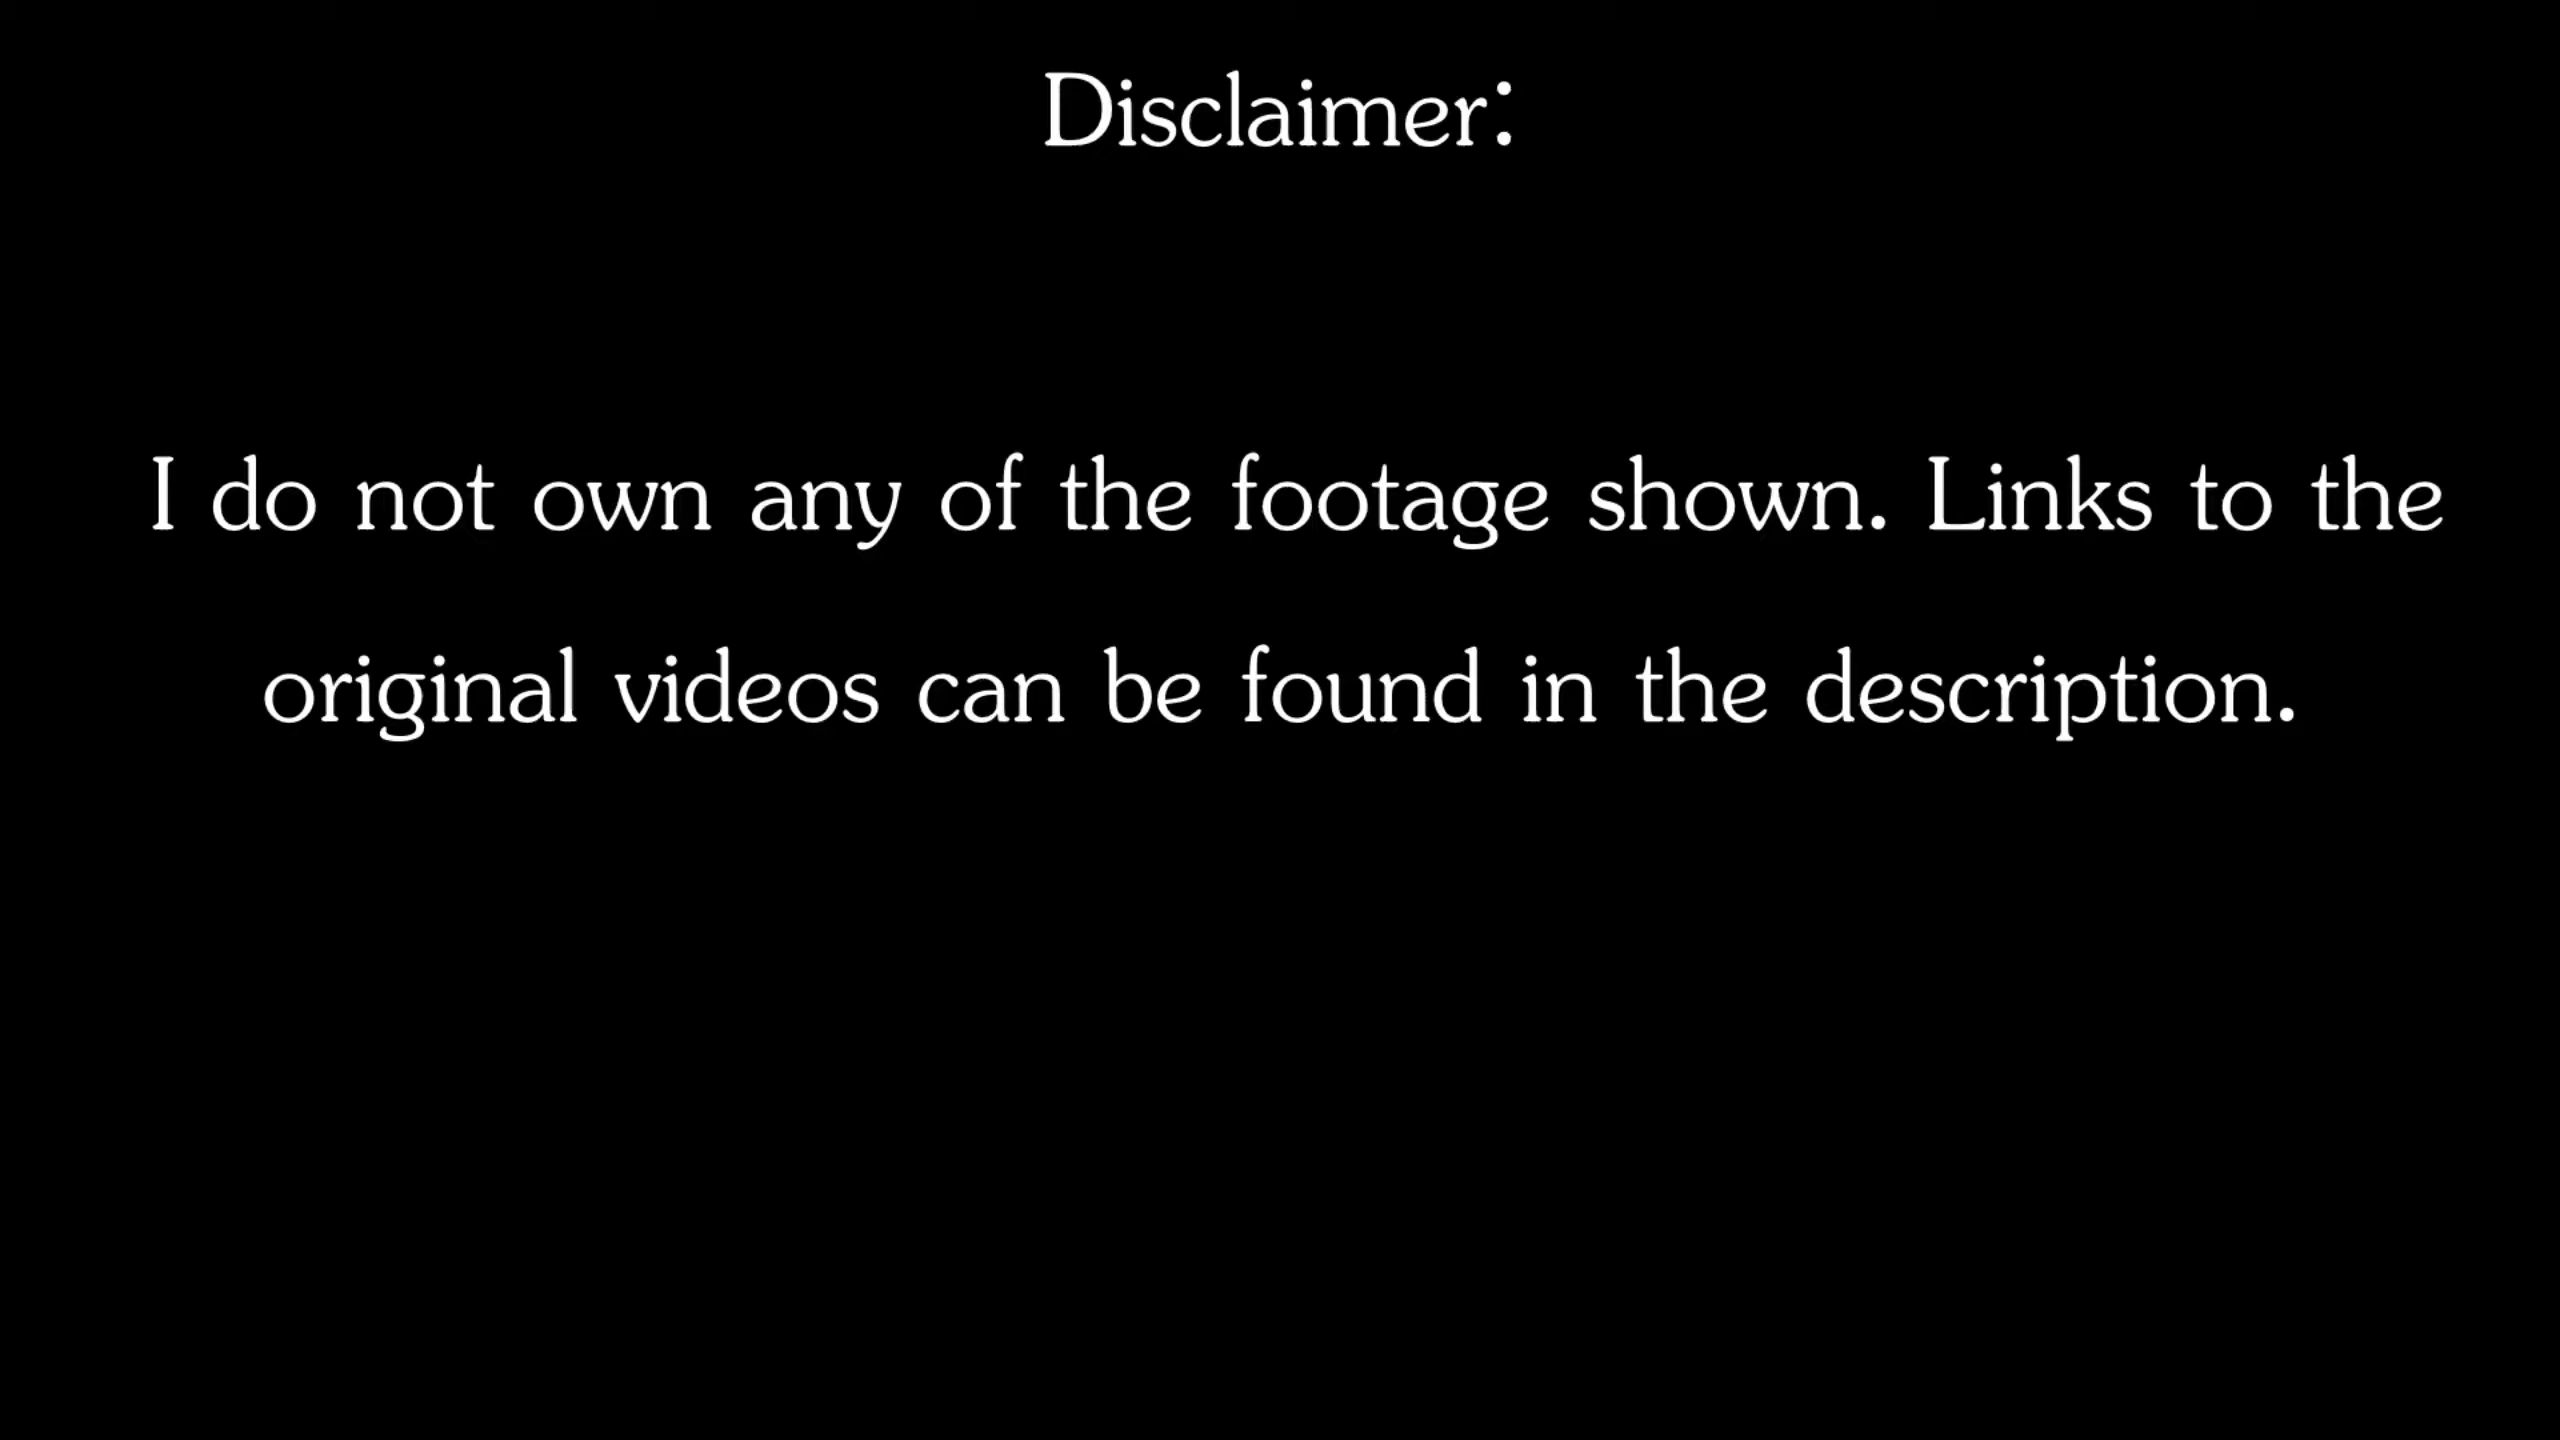 Disclaimer:
I do not own any of the footage shown. Links to the
original videos can be found in the description.